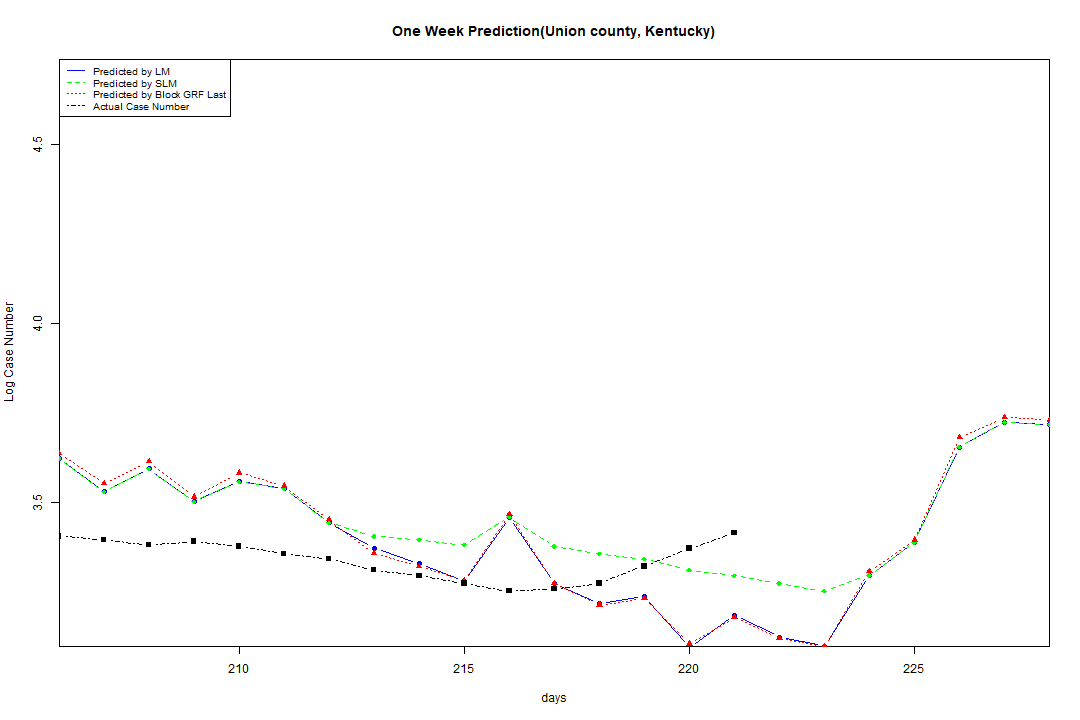 One Week Prediction(Union county, Kentucky)
Predicted by LM
Predicted by SLM
Predicted by Block GRF Last
Actual Case Number
4.5
4.0
3.5
Log Case Number
210 215 220 225
days